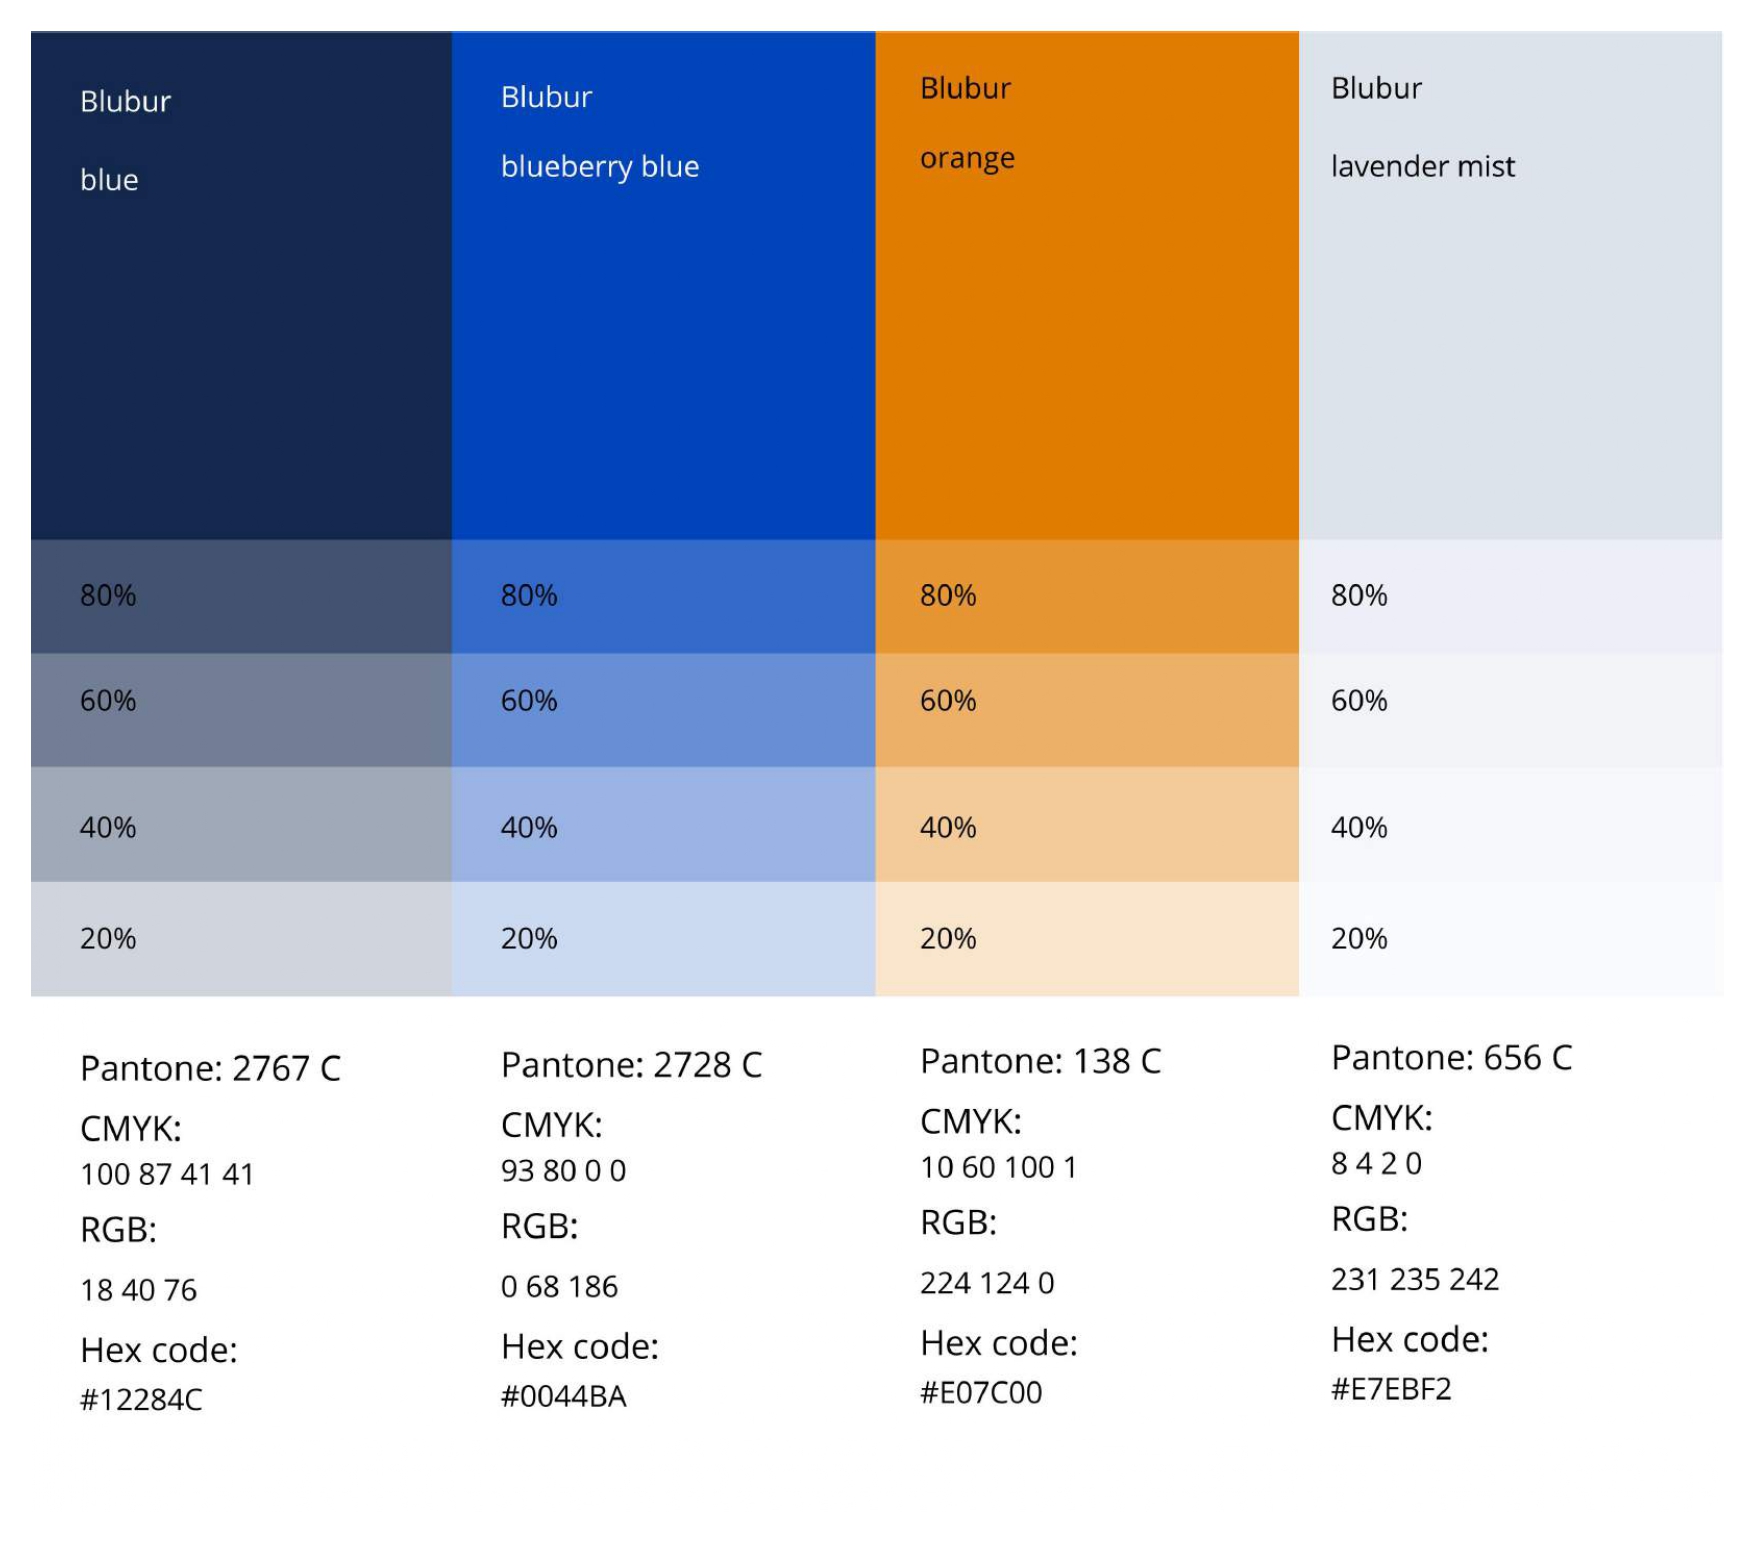 Blubur
blue
Blubur
blueberry blue
Blubur
orange
Blubur
lavender mist
80%
80%
80%
80%
60%
60%
60%
60%
40%
40%
40%
40%
20%
20%
20%
20%
Pantone: 2767 C
CMYK:
100 87 41 41
RGB:
18 40 76
Hex code:
#12284C
Pantone: 2728 C
CMYK:
93 80 0 0
RGB:
0 68 186
Hex code:
#0044BA
Pantone: 138 C
CMYK:
10 60 100 1
RGB:
224 124 0
Hex code:
#E07C00
Pantone: 656 C
CMYK:
8 4 2 0
RGB:
231 235 242
Hex code:
#E7EBF2